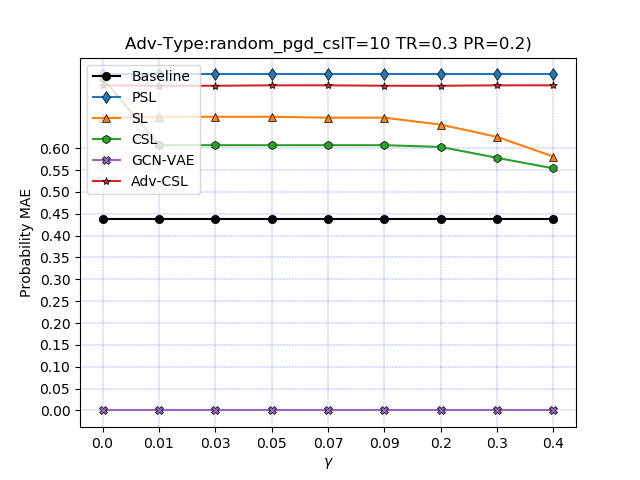 Adv-Type:random_pgd_cslT=10 TR=0.3 PR=0.2)
Baseline
PSL
SL
CSL
GCN-VAE
Adv-CSL
Probability MAE
0.60
0.55
0.50
0.45
0.40
0.35
0.30
0.25
0.20
0.15
0.10
0.05
0.00
0.0 0.01 0.03 0.05 0.07 0.09 0.2 0.3 0.4
γ